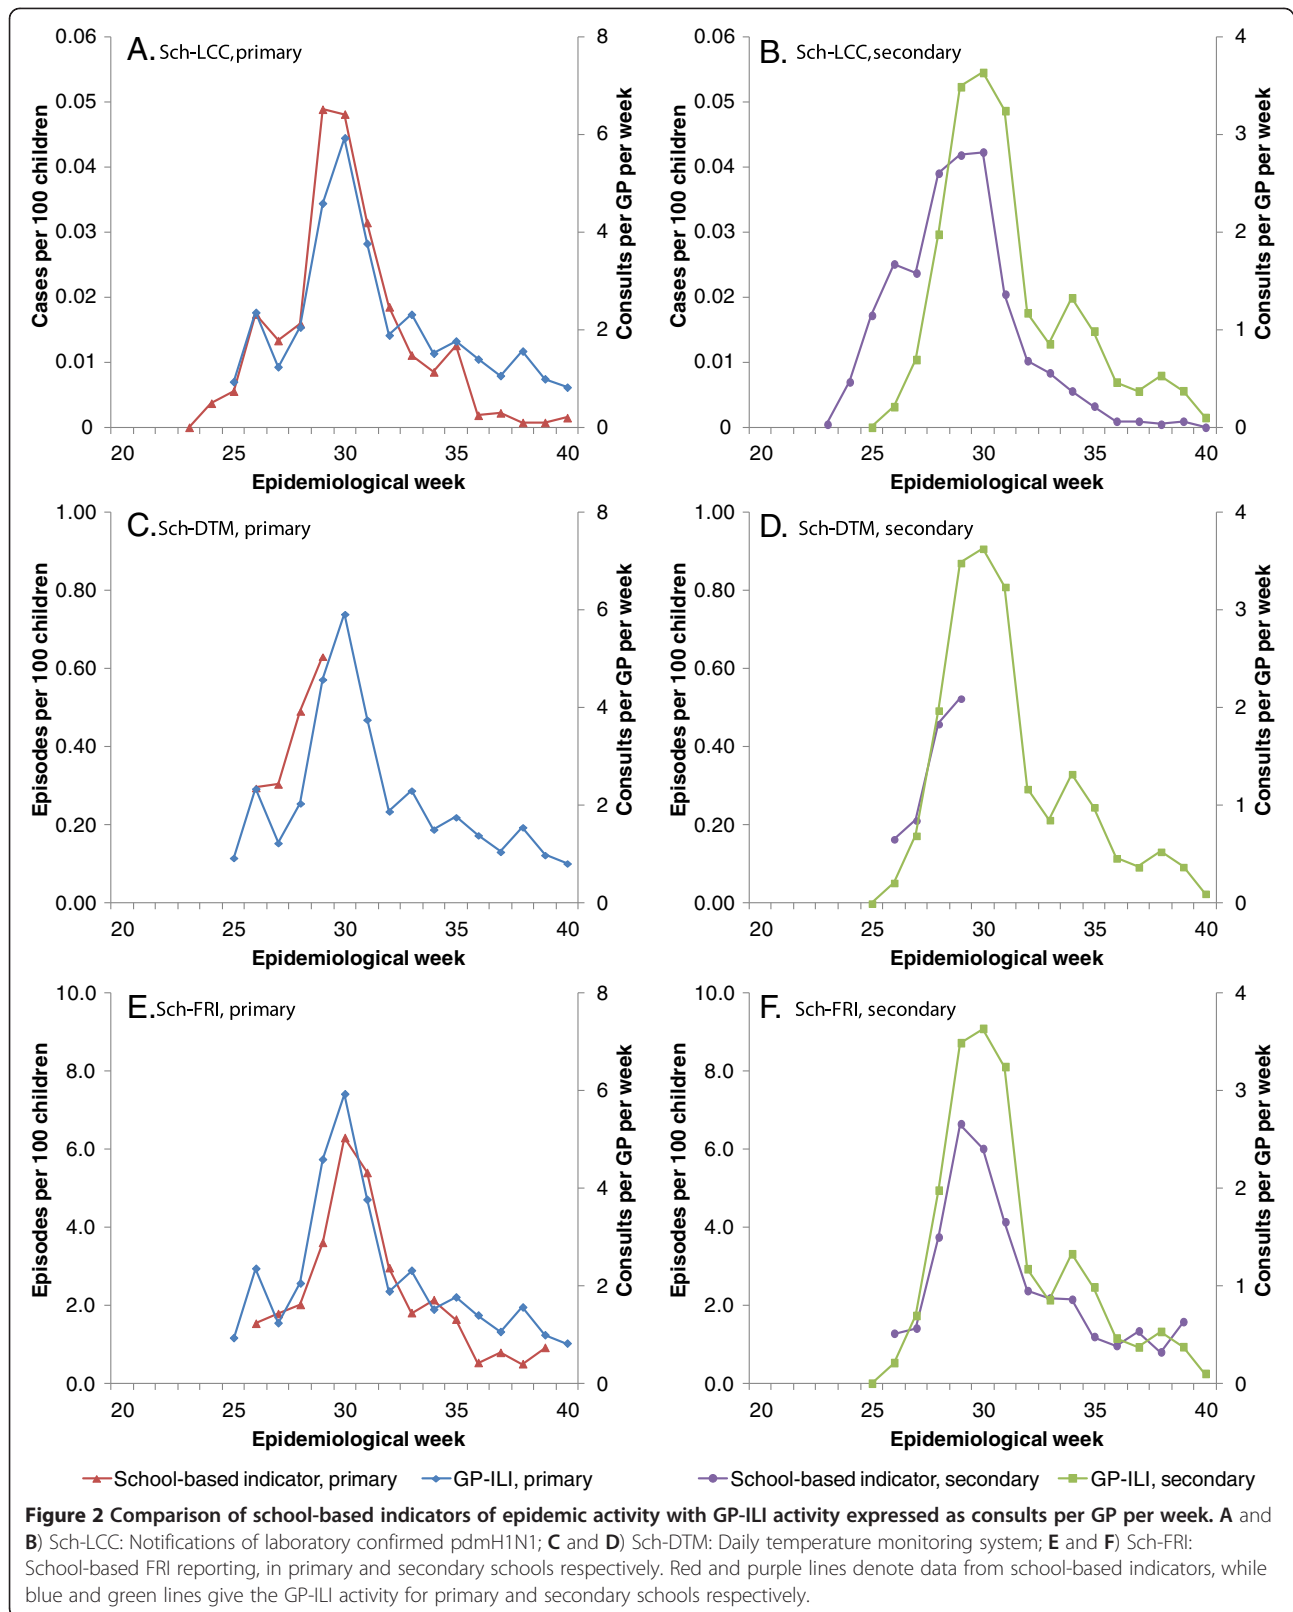 A. Sch-LCC, primary
0.06
0.05
0.04
0.03
0.02
0.01
0
Cases per 100 children
8
6
4
2
0
Consults per GP per week
20 25 30 35 40
Epidemiological week
B. Sch-LCC, secondary
0.06
0.05
0.04
0.03
0.02
0.01
0
Cases per 100 children
4
3
2
1
0
Consults per GP per week
20 25 30 35 40
Epidemiological week
C. Sch-DTM, primary
1.00
0.80
0.60
0.40
0.20
0.00
Episodes per 100 children
8
6
4
2
0
Consults per GP per week
20 25 30 35 40
Epidemiological week
D. Sch-DTM, secondary
1.00
0.80
0.60
0.40
0.20
0.00
Episodes per 100 children
4
3
2
1
0
Consults per GP per week
20 25 30 35 40
Epidemiological week
E. Sch-FRI, primary
10.0
8.0
6.0
4.0
2.0
0.0
Episodes per 100 children
8
6
4
2
0
Consults per GP per week
20 25 30 35 40
Epidemiological week
F. Sch-FRI, secondary
10.0
8.0
6.0
4.0
2.0
0.0
Episodes per 100 children
4
3
2
1
0
Consults per GP per week
20 25 30 35 40
Epidemiological week
School-based indicator, primary GP-ILI, primary School-based indicator, secondary GP-ILI, secondary
Figure 2 Comparison of school-based indicators of epidemic activity with GP-ILI activity expressed as consults per GP per week. A and
B) Sch-LCC: Notifications of laboratory confirmed pdmH1N1; C and D) Sch-DTM: Daily temperature monitoring system; E and F) Sch-FRI:
School-based FRI reporting, in primary and secondary schools respectively. Red and purple lines denote data from school-based indicators, while
blue and green lines give the GP-ILI activity for primary and secondary schools respectively.